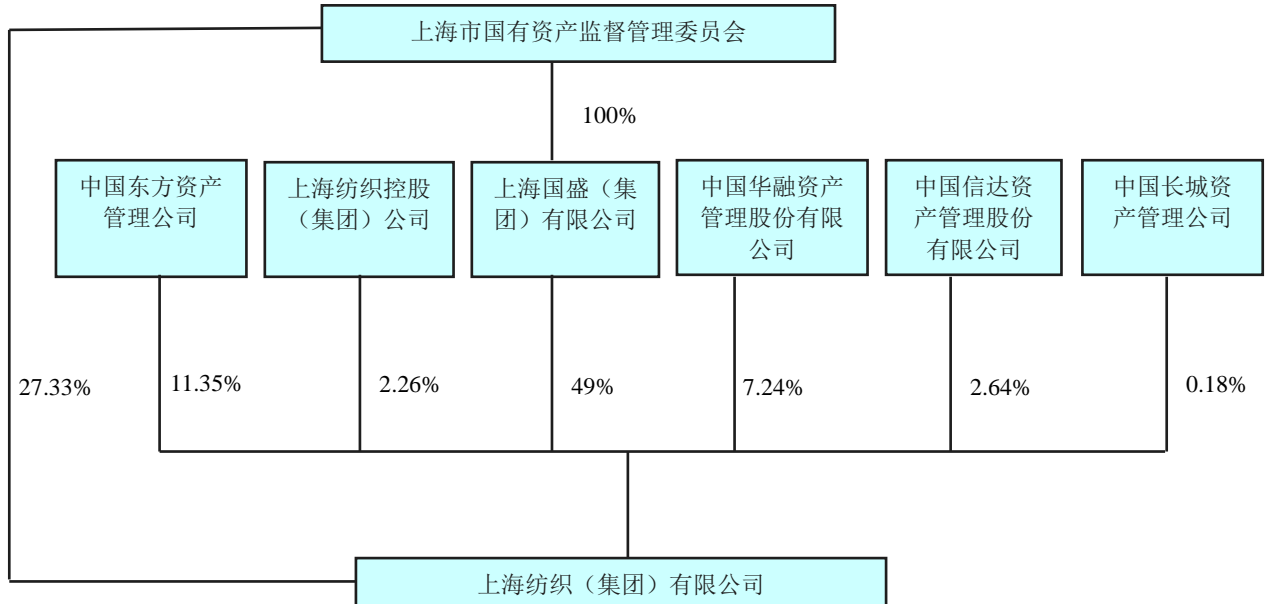 上海市国有资产监督管理委员会
100%
中国东方资产
管理公司
上海纺织控股
（集团）公司
上海国盛（集
团）有限公司
中国华融资产
管理股份有限
公司
中国信达资
产管理股份
有限公司
中国长城资
产管理公司
27.33%
11.35%
2.26%
49%
7.24%
2.64%
0.18%
上海纺织（集团）有限公司